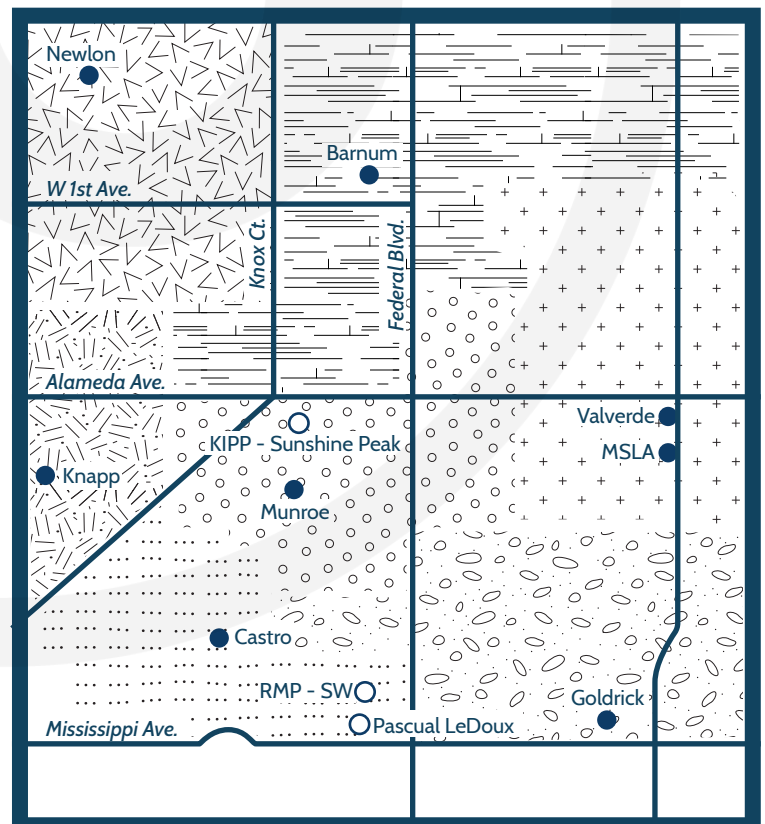 Newlon
Barnum
W 1st Ave.
Knox Ct.
Federal Blvd.
Alameda Ave.
Valverde
KIPP - Sunshine Peak
MSLA
Knapp
Munroe
Castro
RMP - SW
Goldrick
Mississippi Ave.
Pascual LeDoux